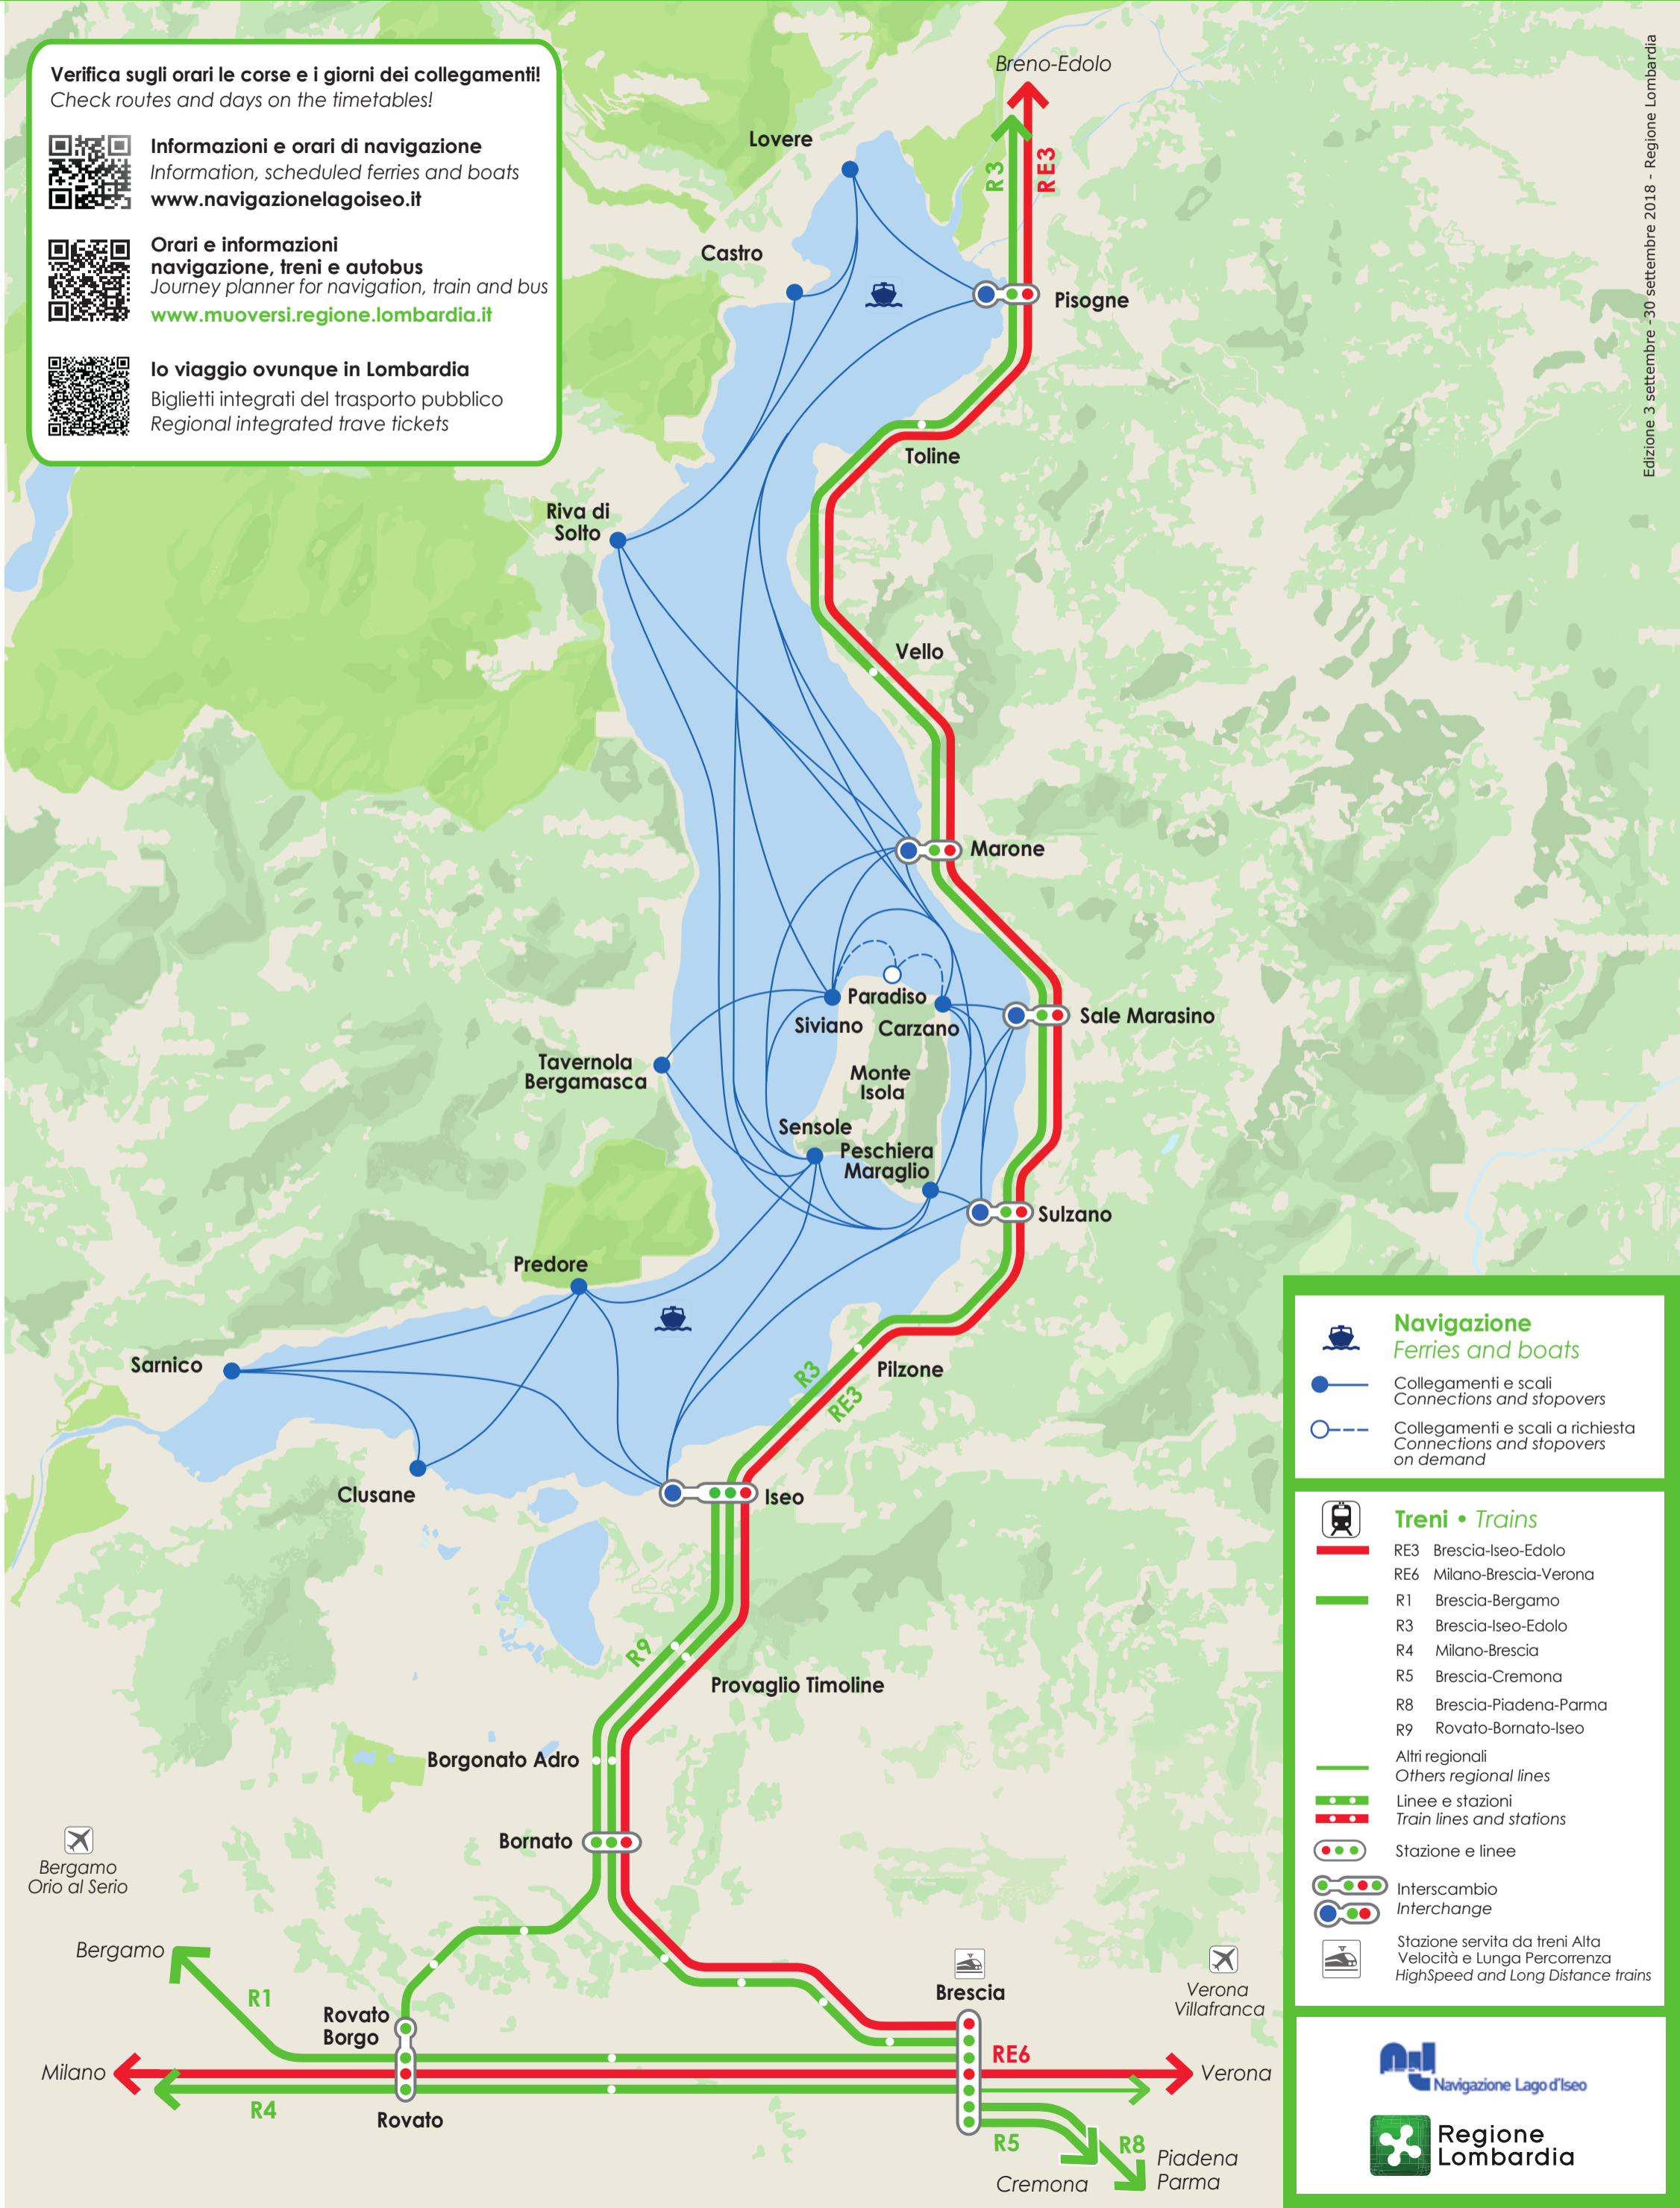 Verifica sugli orari le corse e i giorni dei collegamenti!
Check routes and days on the timetables!
Informazioni e orari di navigazione
Information, scheduled ferries and boats
www.navigazionelagoiseo.it
Orari e informazioni
navigazione, treni e autobus
Journey planner for navigation, train and bus
www.muoversi.regione.lombardia.it
Io viaggio ovunque in Lombardia
Biglietti integrati del trasporto pubblico
Regional integrated trave tickets
Edizione 3 settembre - 30 settembre 2018 - Regione Lombardia
Breno-Edolo
R3
RE3
Lovere
Castro
Pisogne
Toline
Riva di
Solto
Vello
Marone
Paradiso
Siviano
Carzano
Sale Marasino
Tavernola
Bergamasca
Monte
Isola
Sensole
Peschiera
Maraglio
Sulzano
Predore
Sarnico
Pilzone
R3
RE3
Clusane
Iseo
R9
Provaglio Timoline
Borgonato Adro
Bornato
Bergamo
Orio al Serio
Bergamo
R1
Rovato
Borgo
Milano
R4
Rovato
Brescia
RE6
Verona
Villafranca
Verona
R5
R8
Cremona
Piadena
Parma
Navigazione
Ferries and boats
Collegamenti e scali
Connections and stopovers
Collegamenti e scali a richiesta
Connections and stopovers
on demand
Treni • Trains
RE3 Brescia-Iseo-Edolo
RE6 Milano-Brescia-Verona
R1 Brescia-Bergamo
R3 Brescia-Iseo-Edolo
R4 Milano-Brescia
R5 Brescia-Cremona
R8 Brescia-Piadena-Parma
R9 Rovato-Bornato-Iseo
Altri regionali
Others regional lines
Linee e stazioni
Train lines and stations
Stazione e linee
Interscambio
Interchange
Stazione servita da treni Alta
Velocità e Lunga Percorrenza
HighSpeed and Long Distance trains
Navigazione Lago d'Iseo
Regione
Lombardia